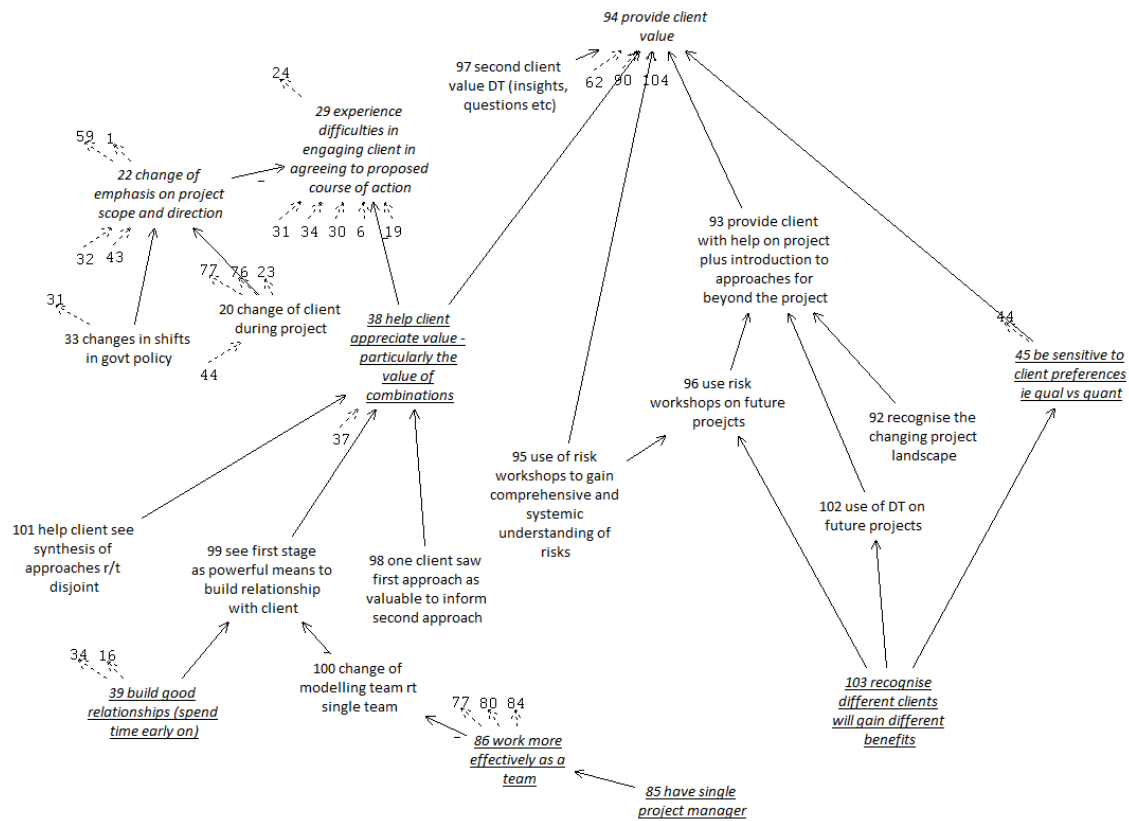 94 provide client
value
97 second client
value DT (insights,
questions etc)
62
90
104
24
29 experience
difficulties in
engaging client in
agreeing to proposed
course of action
59
1
22 change of
emphasis on project
scope and direction
-
31
34
30
6
-
19
32
43
77
-
76
23
93 provide client
with help on project
plus introduction to
approaches for
beyond the project
31
33 changes in shifts
in govt policy
20 change of client
during project
44
38 help client
appreciate value -
particularly the
value of
combinations
37
44
45 be sensitive to
client preferences
ie qual vs quant
96 use risk
workshops on future
proejcts
92 recognise the
changing project
landscape
95 use of risk
workshops to gain
comprehensive and
systemic
understanding of
risks
102 use of DT on
future projects
101 help client see
synthesis of
approaches r/t
disjoint
99 see first stage
as powerful means to
build relationship
with client
98 one client saw
first approach as
valuable to inform
second approach
34
16
39 build good
relationships (spend
time early on)
-
100 change of
modelling team rt
single team
77
80
84
-
86 work more
effectively as a
team
85 have single
project manager
103 recognise
different clients
will gain different
benefits